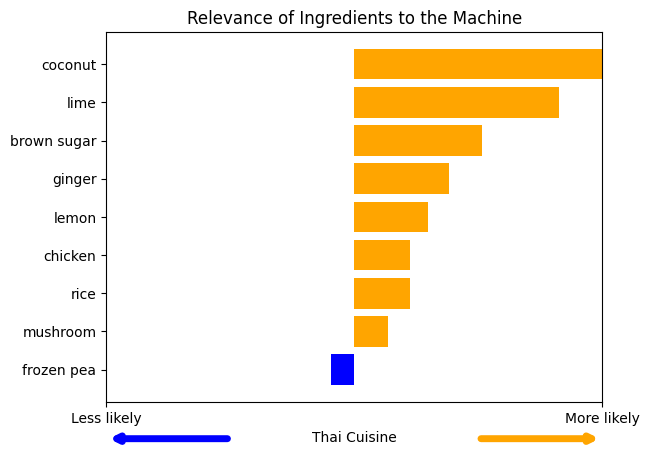 Relevance of Ingredients to the Machine
coconut
lime
brown sugar
ginger
lemon
chicken
rice
mushroom
frozen pea
Less likely
More likely
Thai Cuisine